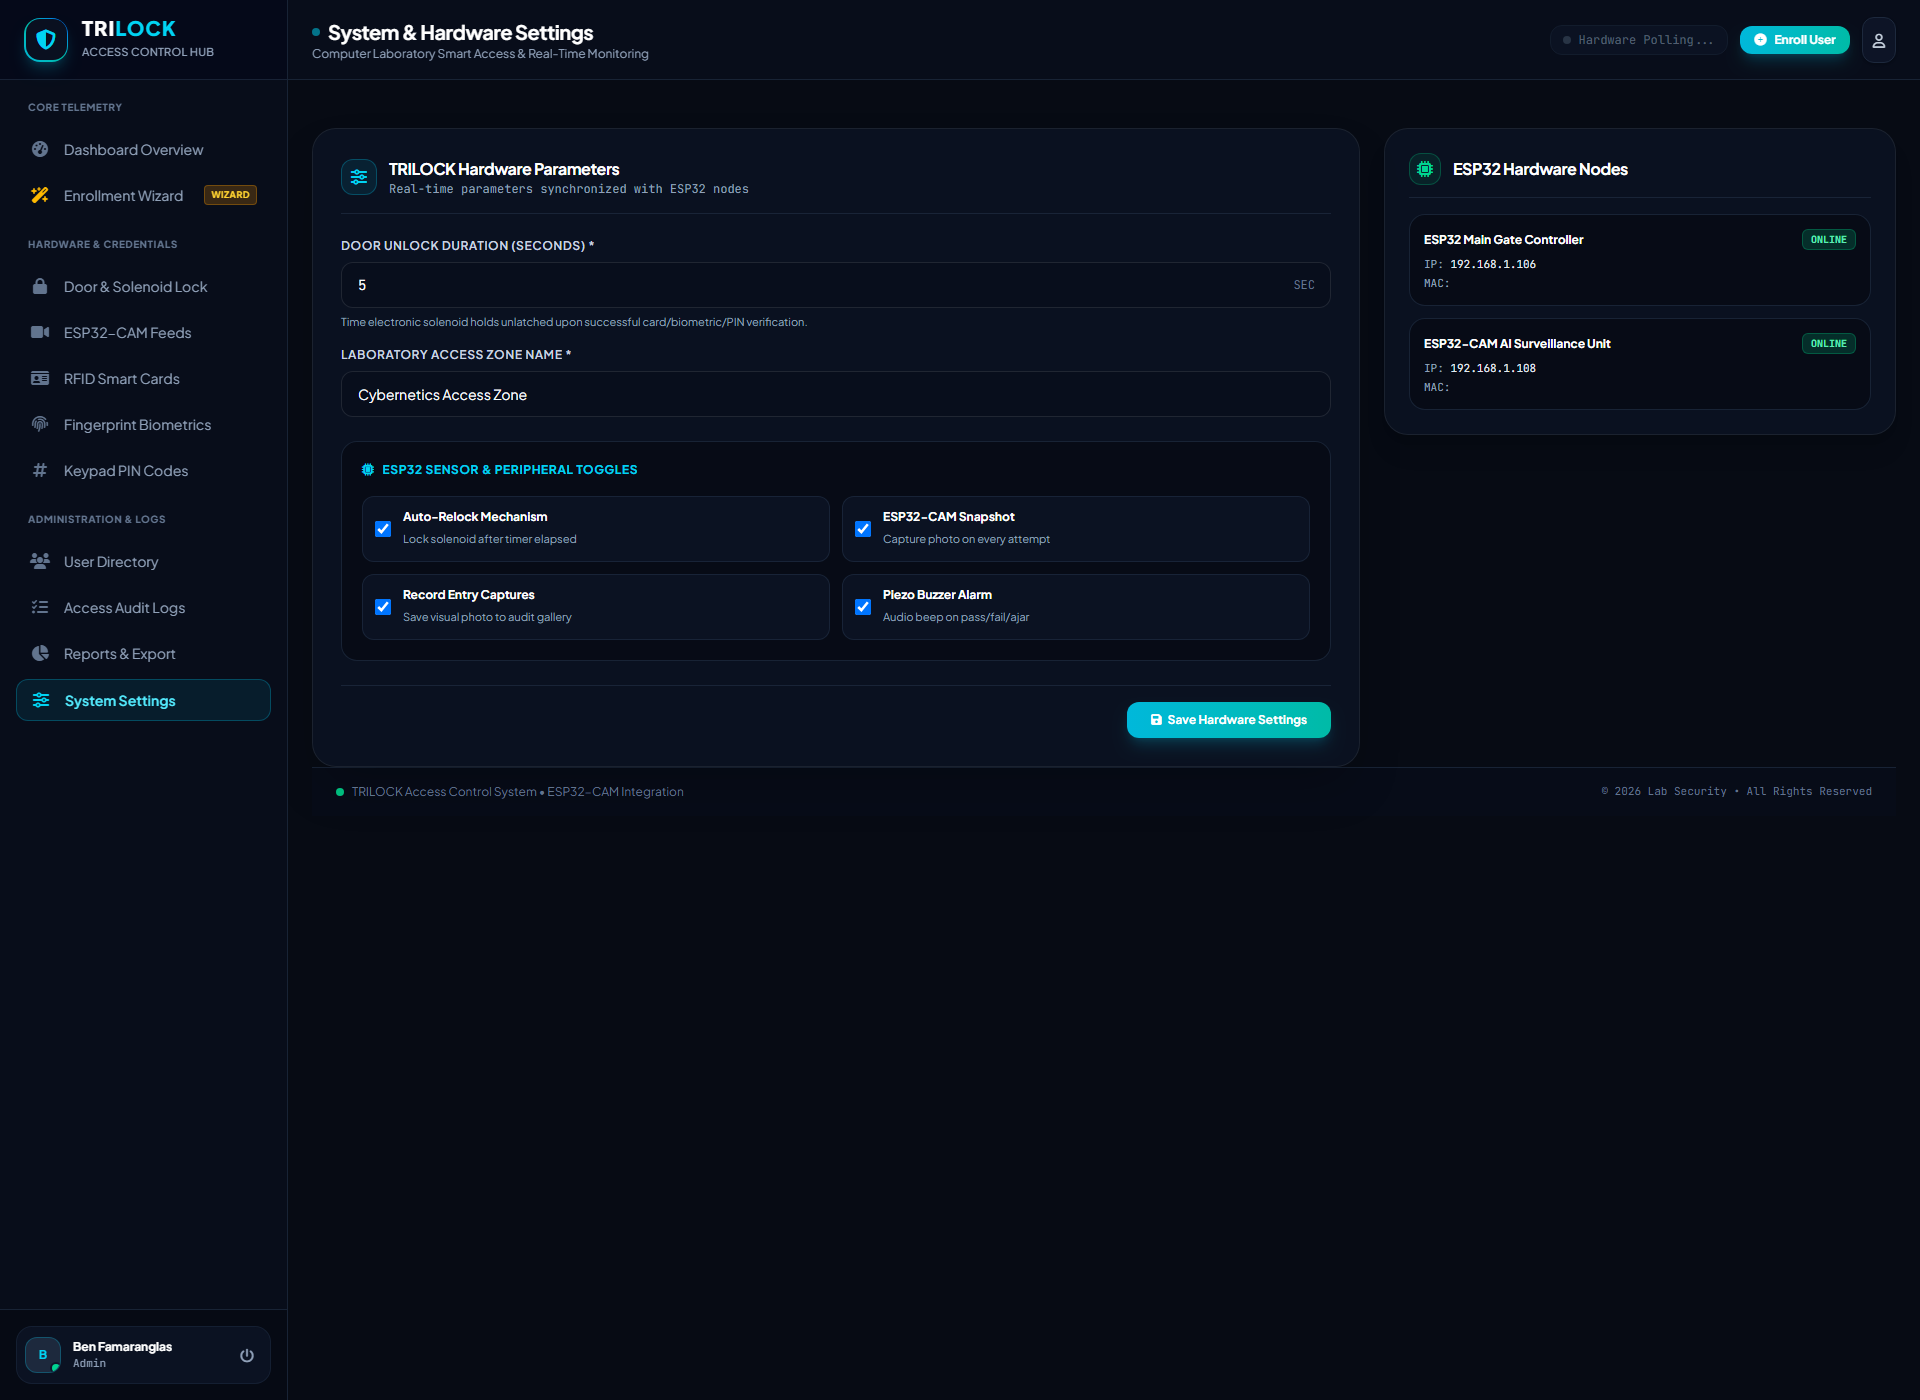 TRILOCK
ACCESS CONTROL HUB
CORE TELEMETRY
Dashboard Overview
Enrollment Wizard
WIZARD
HARDWARE & CREDENTIALS
Door & Solenoid Lock
ESP32-CAM Feeds
RFID Smart Cards
Fingerprint Biometrics
Keypad PIN Codes
ADMINISTRATION & LOGS
User Directory
Access Audit Logs
Reports & Export
System Settings
B
Ben Famaranglas
Admin
System & Hardware Settings
Computer Laboratory Smart Access & Real-Time Monitoring
Hardware Polling...
Enroll User
TRILOCK Hardware Parameters
Real-time parameters synchronized with ESP32 nodes
DOOR UNLOCK DURATION (SECONDS) *
5
SEC
Time electronic solenoid holds unlatched upon successful card/biometric/PIN verification.
LABORATORY ACCESS ZONE NAME *
Cybernetics Access Zone
ESP32 SENSOR & PERIPHERAL TOGGLES
Auto-Relock Mechanism
Lock solenoid after timer elapsed
ESP32-CAM Snapshot
Capture photo on every attempt
Record Entry Captures
Save visual photo to audit gallery
Piezo Buzzer Alarm
Audio beep on pass/fail/ajar
Save Hardware Settings
ESP32 Hardware Nodes
ESP32 Main Gate Controller
ONLINE
IP: 192.168.1.106
MAC:
ESP32-CAM AI Surveillance Unit
ONLINE
IP: 192.168.1.108
MAC:
TRILOCK Access Control System • ESP32-CAM Integration
© 2026 Lab Security • All Rights Reserved